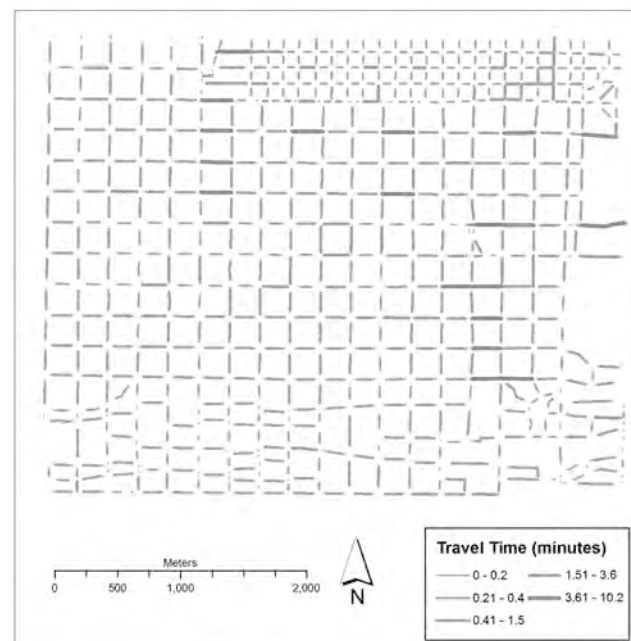 Meters
0 500 1,000 2,000
N
Travel Time (minutes)
0 - 0.2 1.51 - 3.6
0.21 - 0.4 3.61 - 10.2
0.41 - 1.5